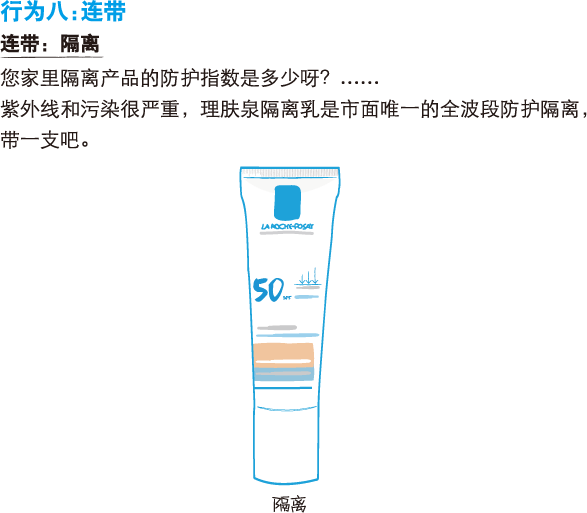 行为八：连带
连带：隔离
您家里隔离产品的防护指数是多少呀？……
紫外线和污染很严重，理肤泉隔离乳是市面唯一的全波段防护隔离，
带一支吧。
LA ROCHE-POSAY
50
隔离